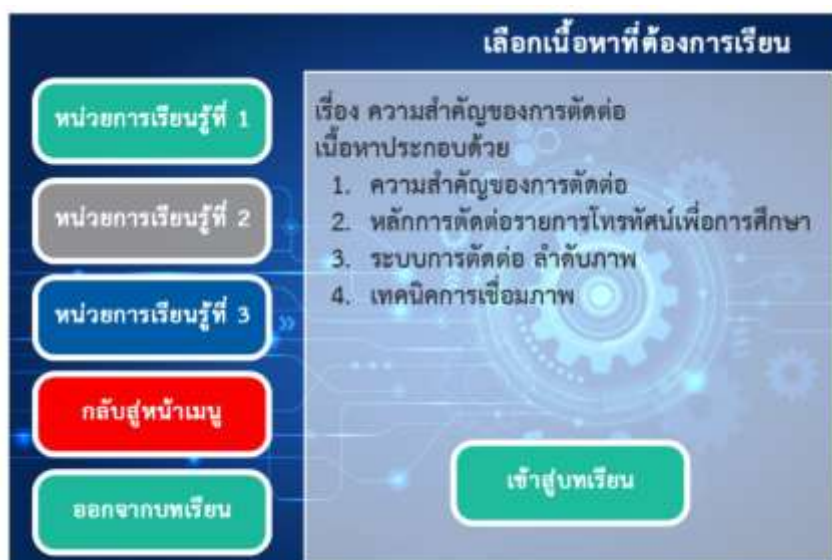 เลือกเนื้อหาที่ต้องการเรียน
หน่วยการเรียนรู้ที่ 1
หน่วยการเรียนรู้ที่ 2
หน่วยการเรียนรู้ที่ 3
กลับสู่หน้าเมนู
ออกจากบทเรียน
เรื่อง ความสำคัญของการตัดต่อ
เนื้อหาประกอบด้วย
1. ความสำคัญของการตัดต่อ
2. หลักการตัดต่อรายการโทรทัศน์เพื่อการศึกษา
3. ระบบการตัดต่อ ลำดับภาพ
4. เทคนิคการเชื่อมภาพ
เข้าสู่บทเรียน